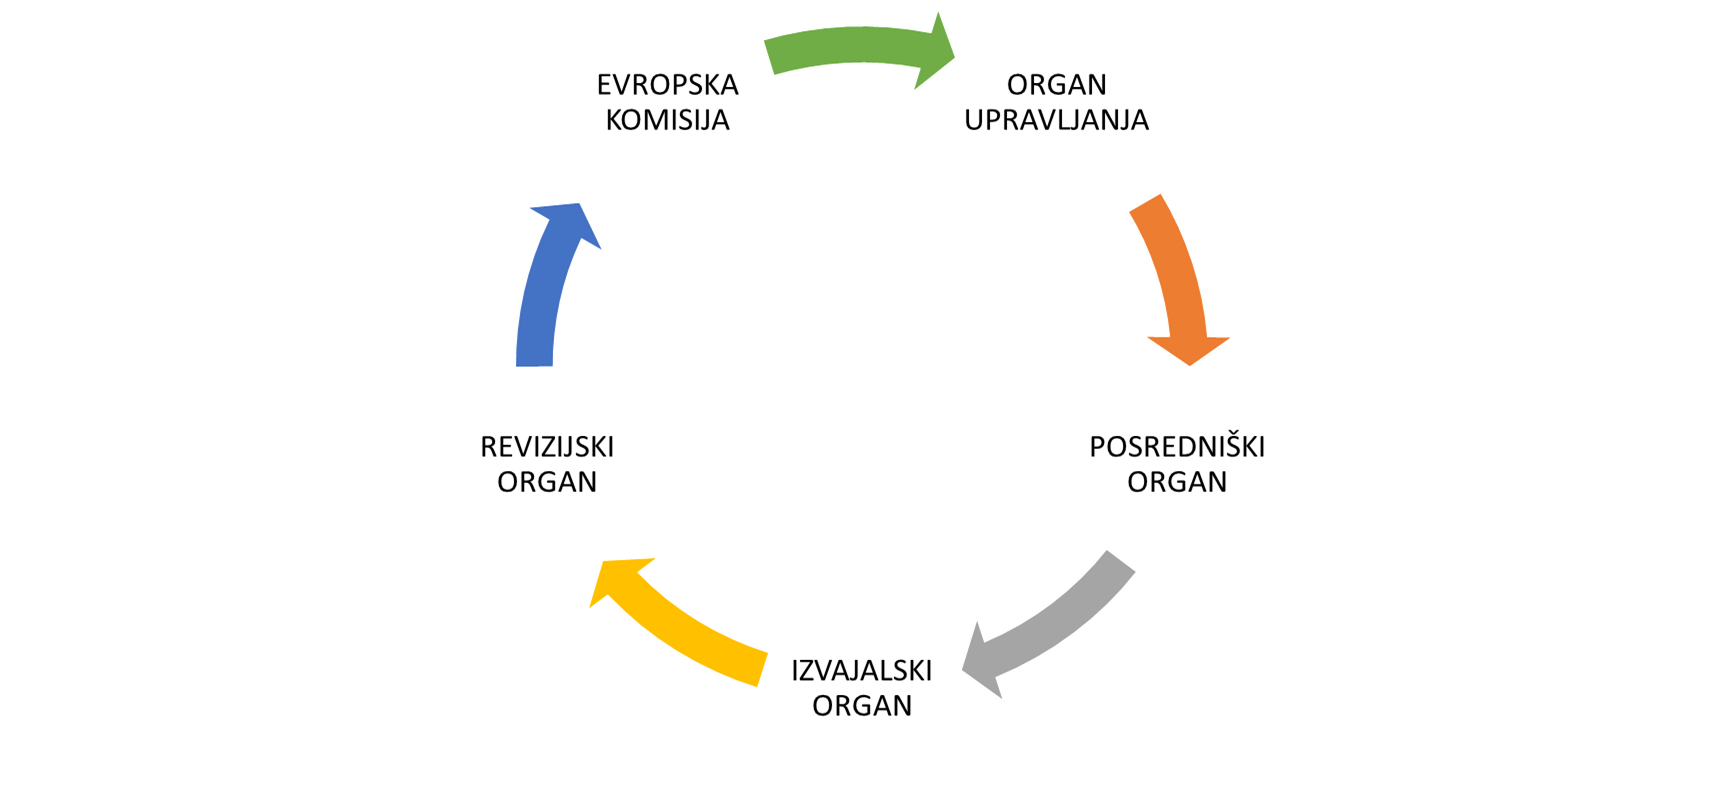 EVROPSKA
KOMISIJA
ORGAN
UPRAVLJANJA
POSREDNIŠKI
ORGAN
IZVAJALSKI
ORGAN
REVIZIJSKI
ORGAN